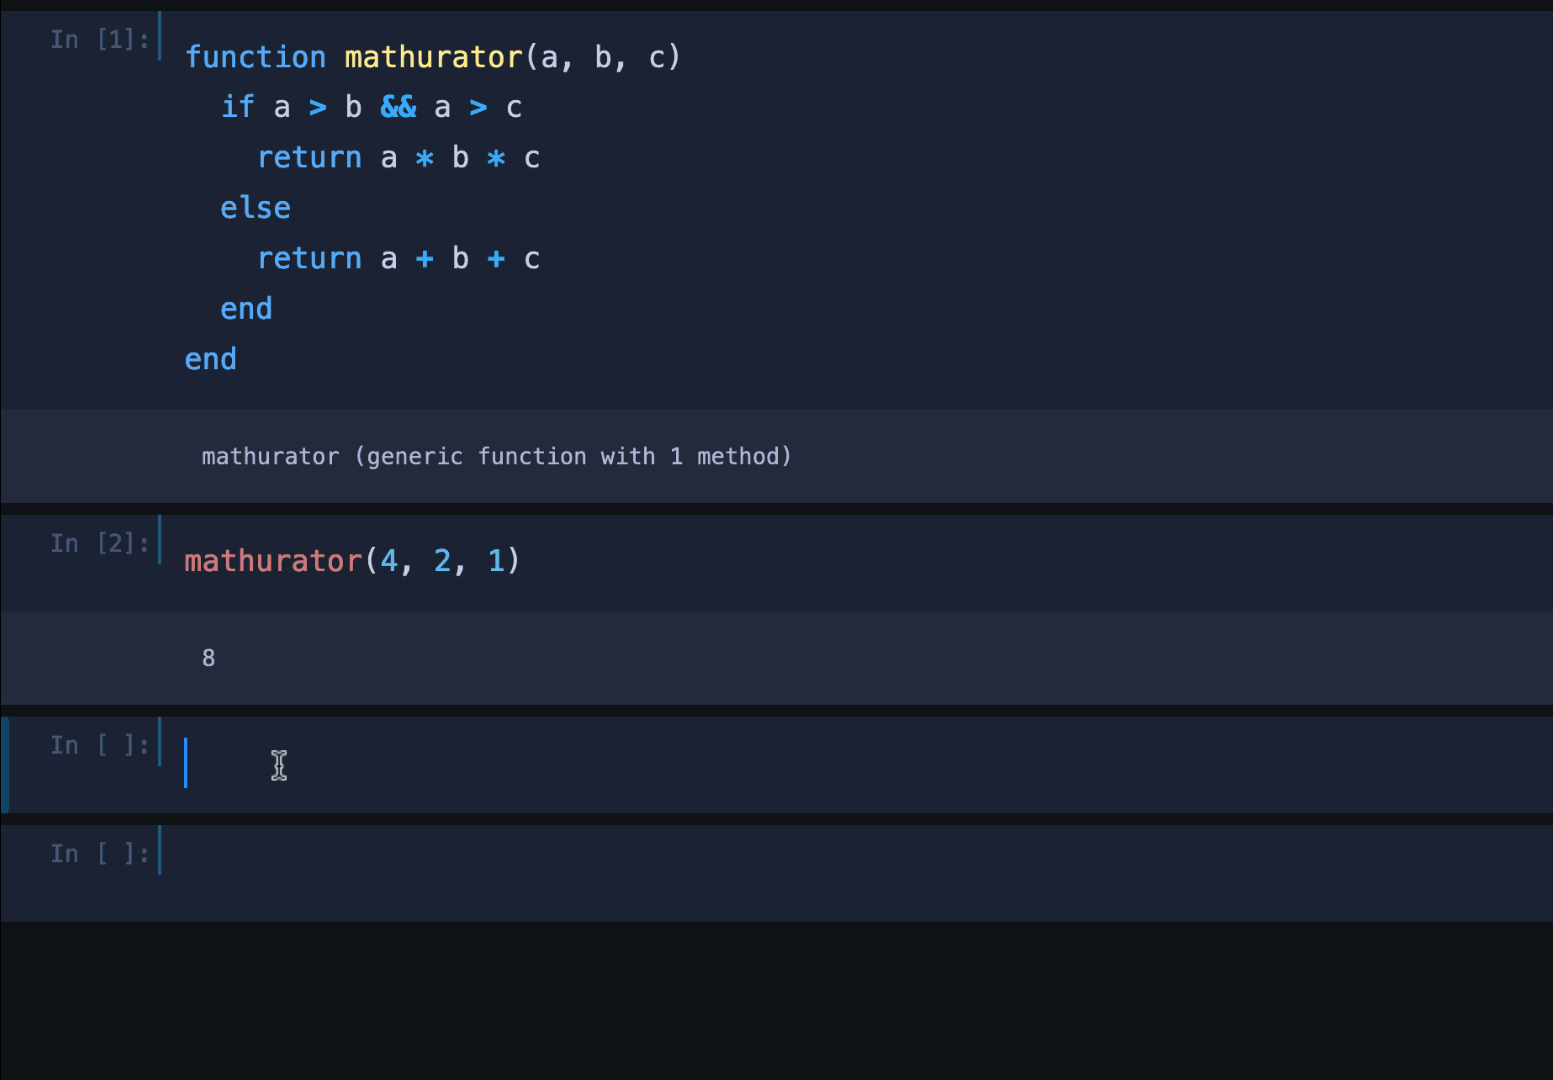 In [1]:
function mathurator(a, b, c)
  if a > b && a > c
    return a * b * c
  else
    return a + b + c
  end
end
mathurator (generic function with 1 method)
In [2]:
mathurator(4, 2, 1)
8
In [ ]:
In [ ]: